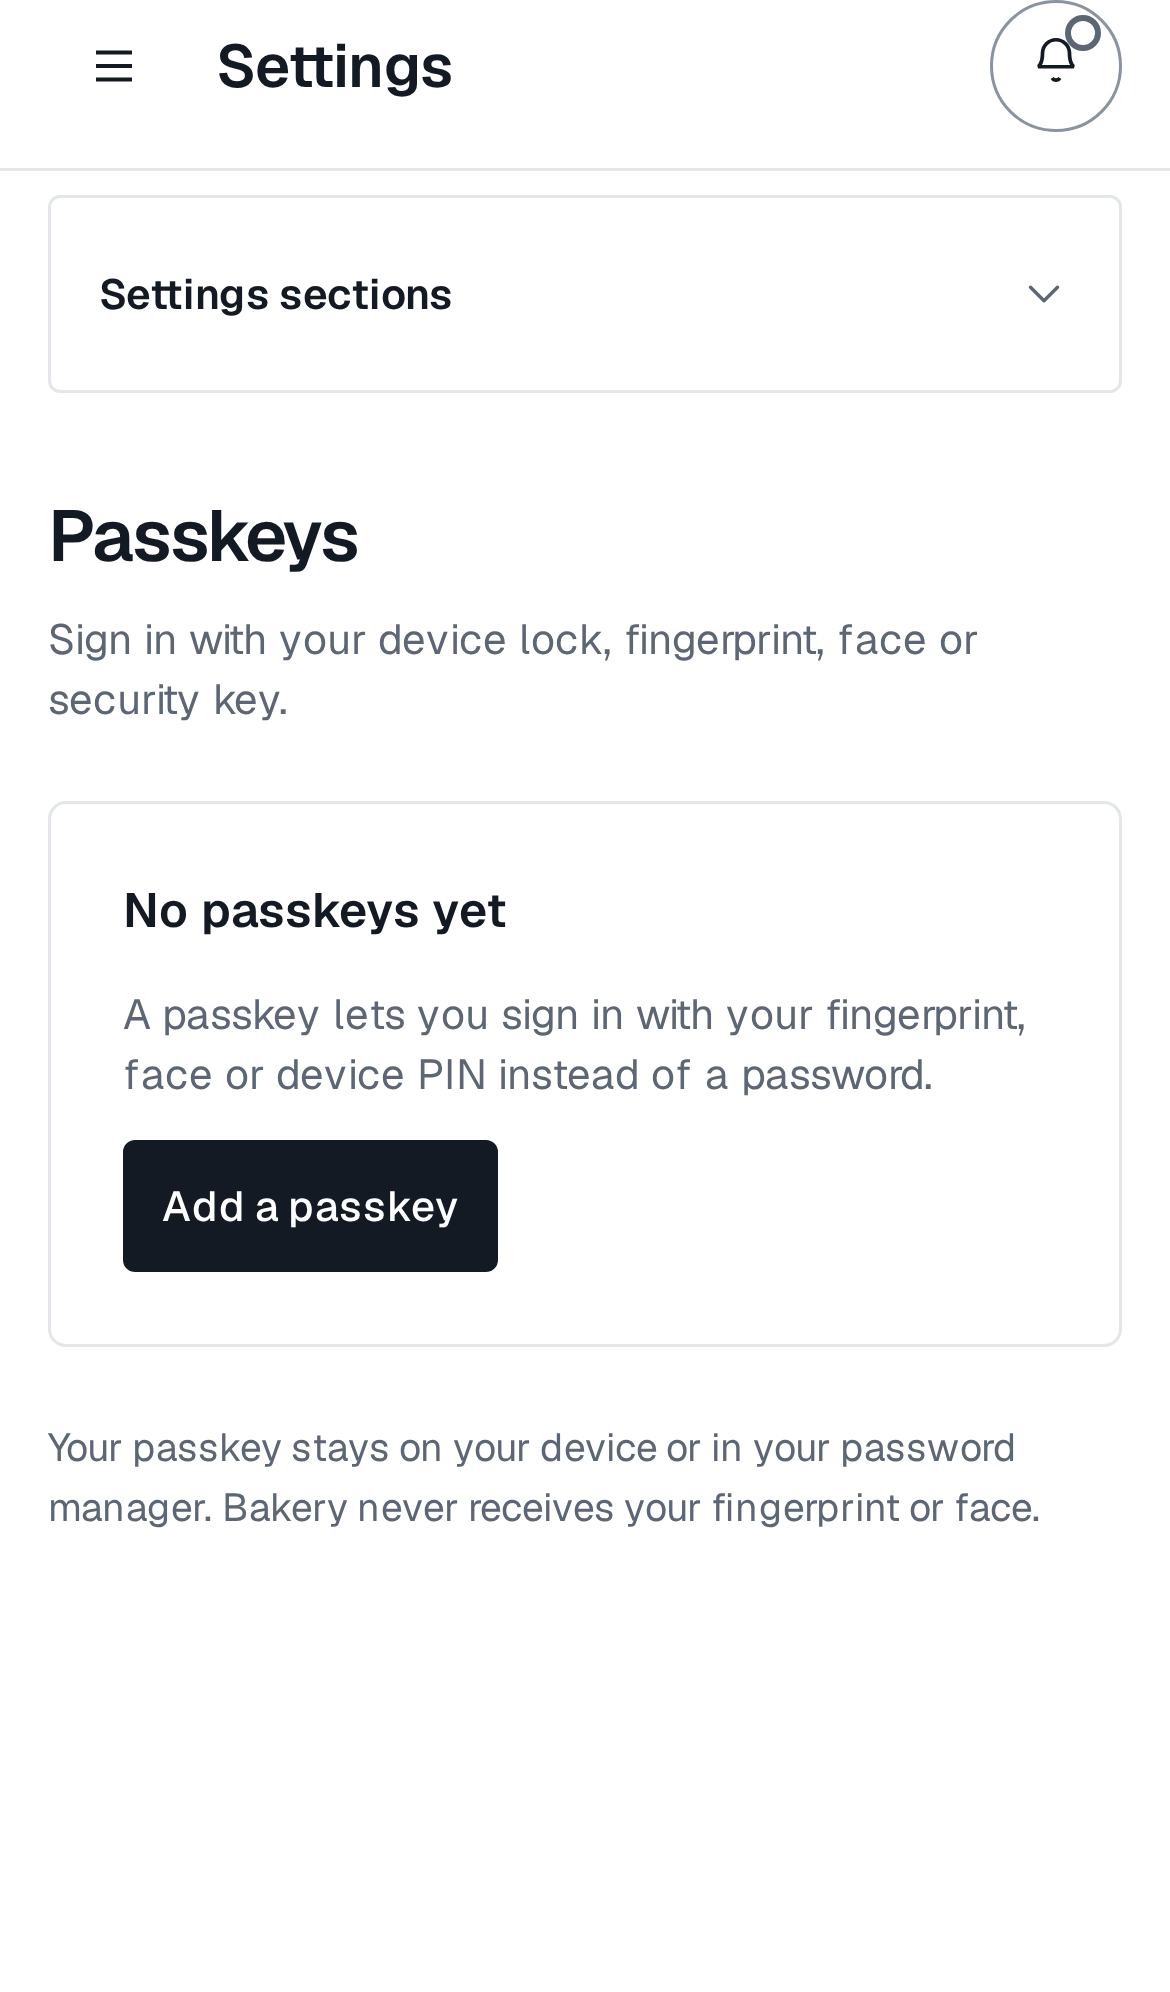 Settings
Settings sections
Passkeys
Sign in with your device lock, fingerprint, face or
security key.
No passkeys yet
A passkey lets you sign in with your fingerprint,
face or device PIN instead of a password.
Add a passkey
Your passkey stays on your device or in your password
manager. Bakery never receives your fingerprint or face.